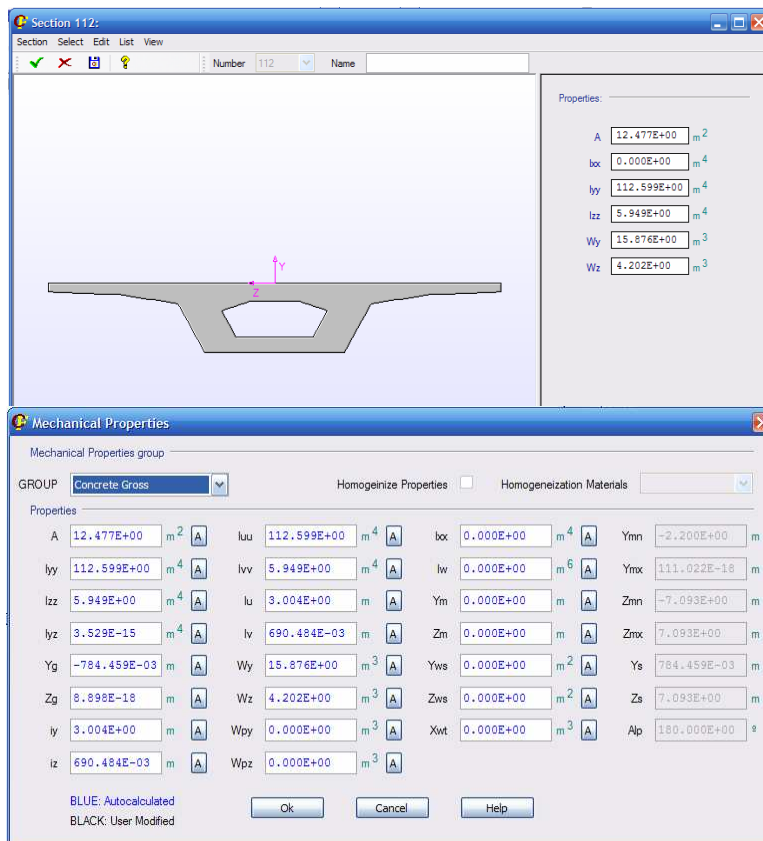 Section 112:
Section Select Edit List View
Number 112 Name
Properties:
A 12.477E+00 m2
Ixx 0.000E+00 m4
Iyy 112.599E+00 m4
Izz 5.949E+00 m4
Wy 15.876E+00 m3
Wz 4.202E+00 m3
Y
Z
Mechanical Properties
Mechanical Properties group
GROUP Concrete Gross Homogeinize Properties Homogeneization Materials
Properties
A 12.477E+00 m2 A Iuu 112.599E+00 m4 A Ixx 0.000E+00 m4 A Ymn -2.200E+00 m
Iyy 112.599E+00 m4 A Ivv 5.949E+00 m4 A Iw 0.000E+00 m6 A Ymx 111.022E-18 m
Izz 5.949E+00 m4 A Iu 3.004E+00 m A Ym 0.000E+00 m A Zmn -7.093E+00 m
Iyz 3.529E-15 m4 A Iv 690.484E-03 m A Zm 0.000E+00 m A Zmx 7.093E+00 m
Yg -784.459E-03 m A Wy 15.876E+00 m3 A Yws 0.000E+00 m2 A Ys 784.459E-03 m
Zg 8.898E-18 m A Wz 4.202E+00 m3 A Zws 0.000E+00 m2 A Zs 7.093E+00 m
iy 3.004E+00 m A Wpy 0.000E+00 m3 A Xwt 0.000E+00 m3 A Alp 180.000E+00 º
iz 690.484E-03 m A Wpz 0.000E+00 m3 A
BLUE: Autocalculated
BLACK: User Modified
Ok Cancel Help